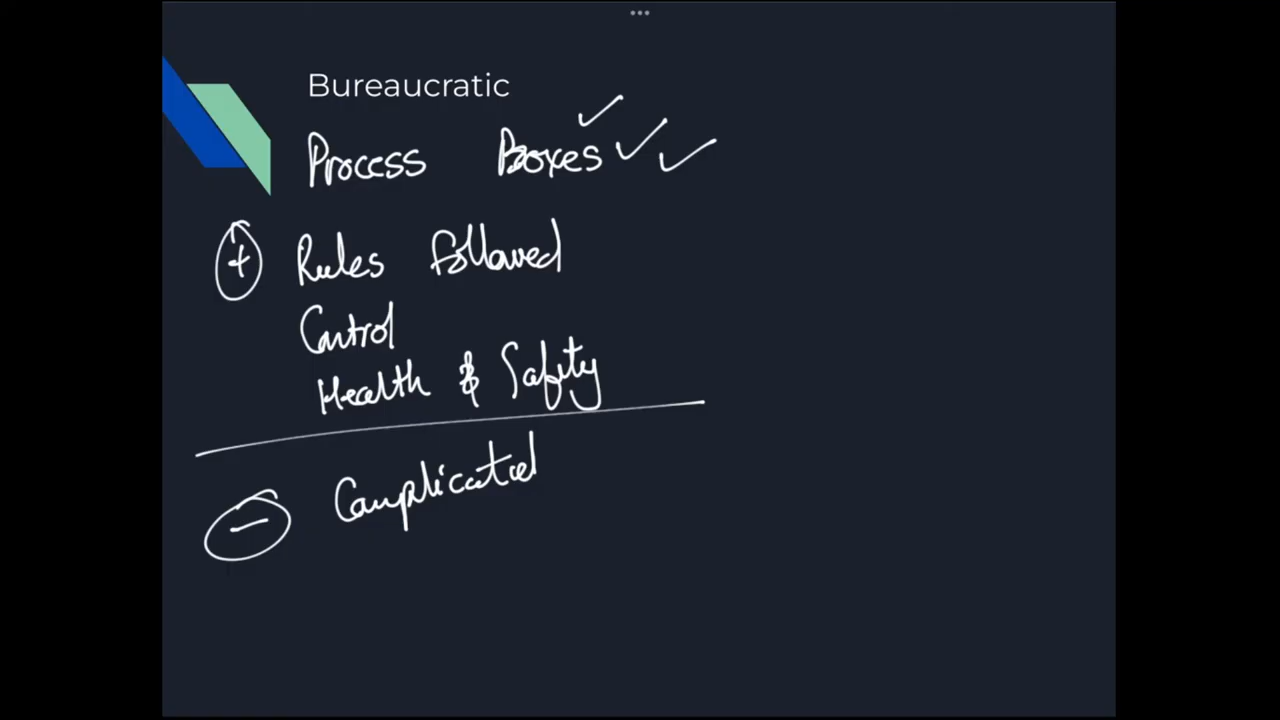 Bureaucratic
Process Boxes ✓ ✓ ✓
+ Rules followed
Control
Health & Safety
- Complicated